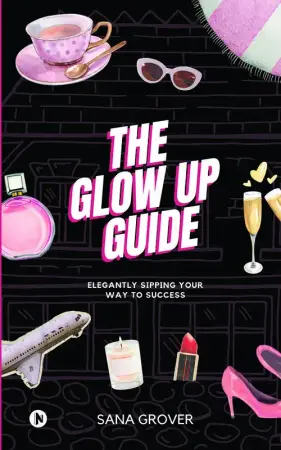 THE
GLOW UP
GUIDE
ELEGANTLY SIPPING YOUR
WAY TO SUCCESS
N
SANA GROVER